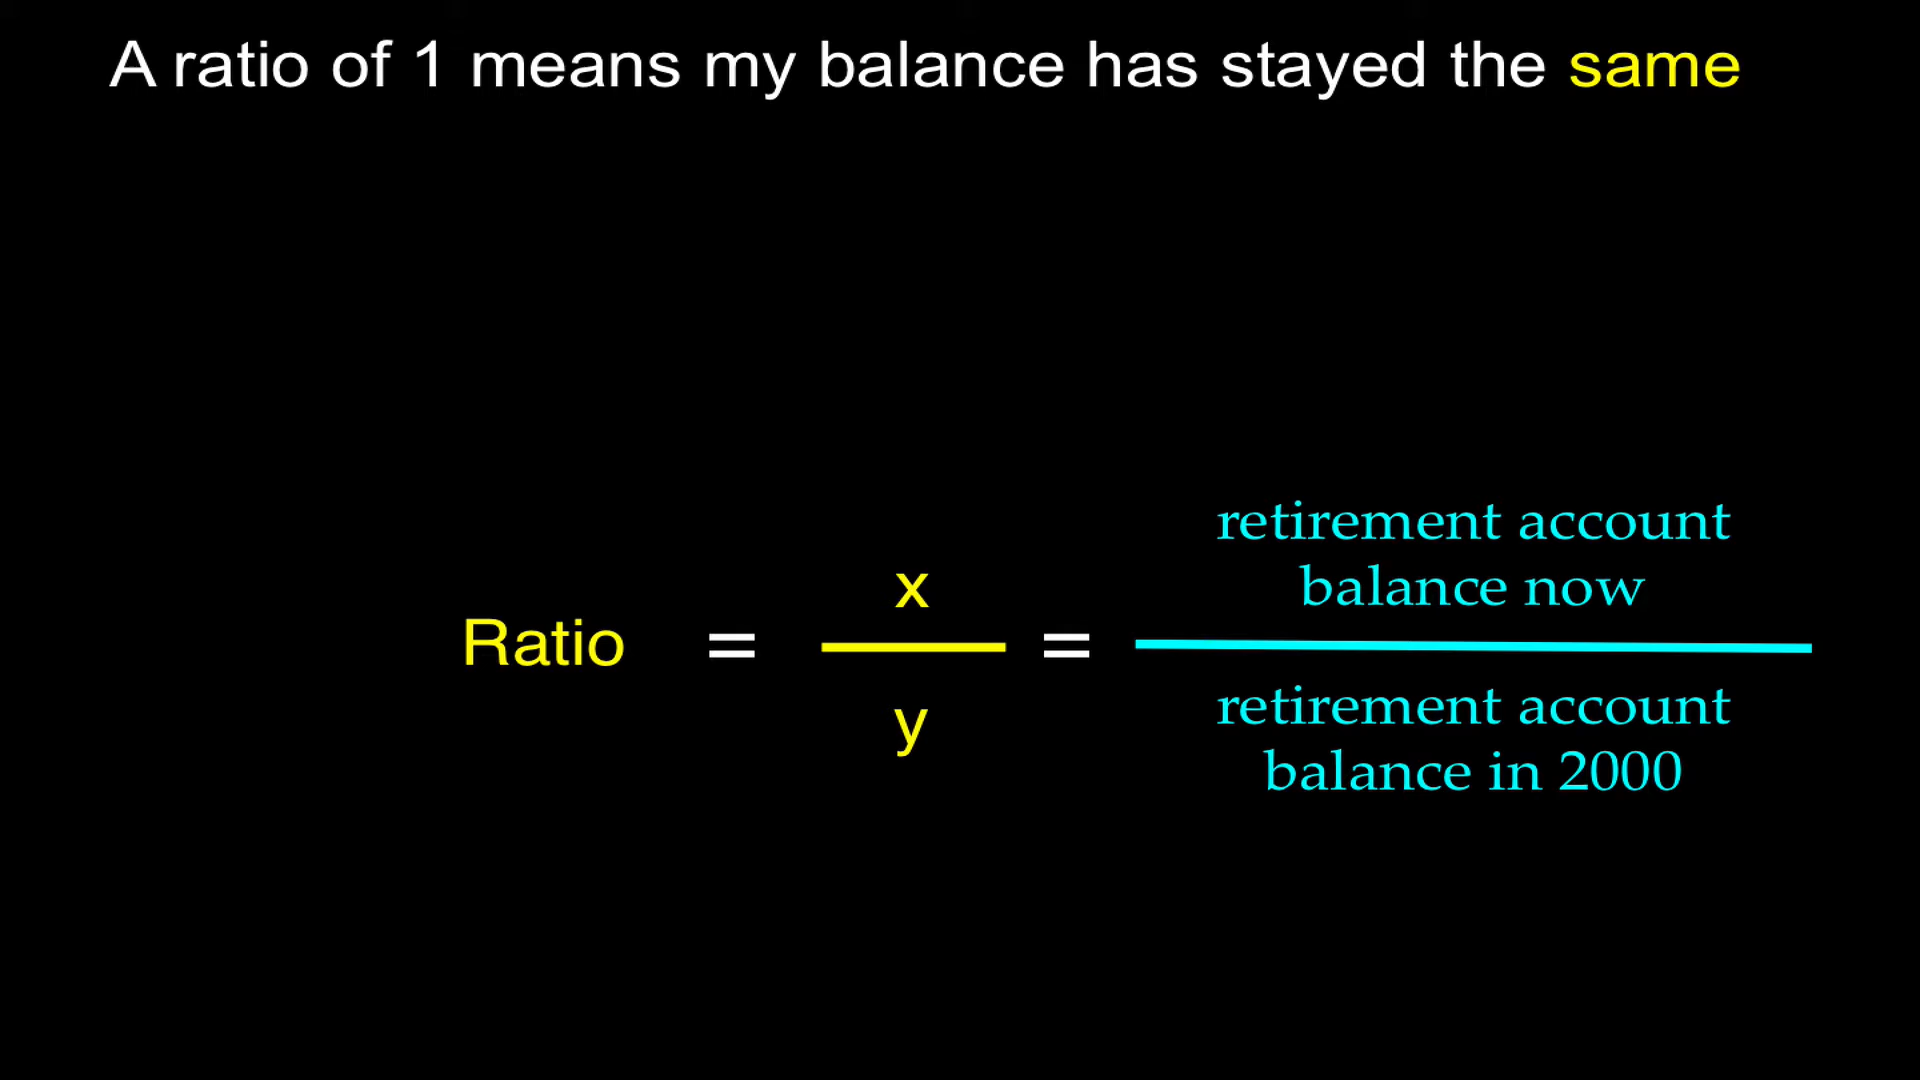 A ratio of 1 means my balance has stayed the same
Ratio = x / y = retirement account
balance now
retirement account
balance in 2000